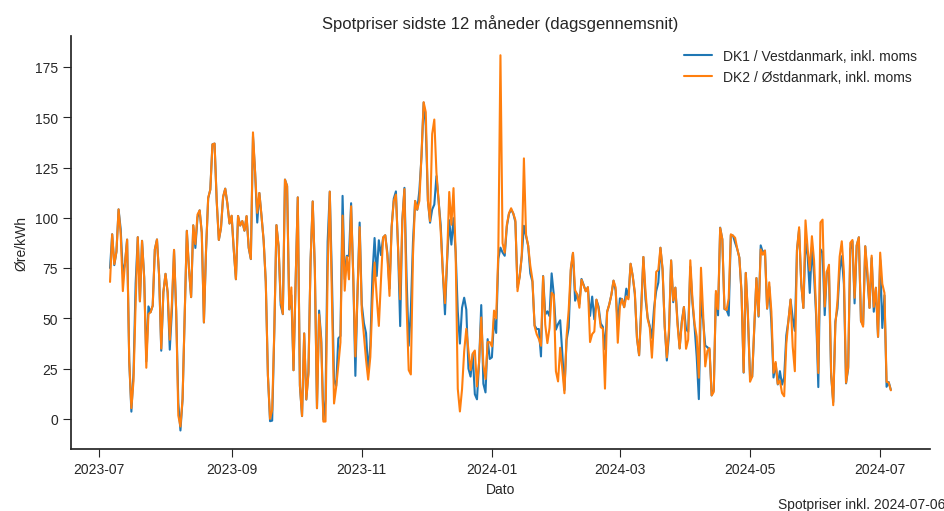 Spotpriser sidste 12 måneder (dagsgennemsnit)
DK1 / Vestdanmark, inkl. moms
DK2 / Østdanmark, inkl. moms
175
150
125
100
75
50
25
0
Øre/kWh
2023-07
2023-09
2023-11
2024-01
2024-03
2024-05
2024-07
Dato
Spotpriser inkl. 2024-07-06